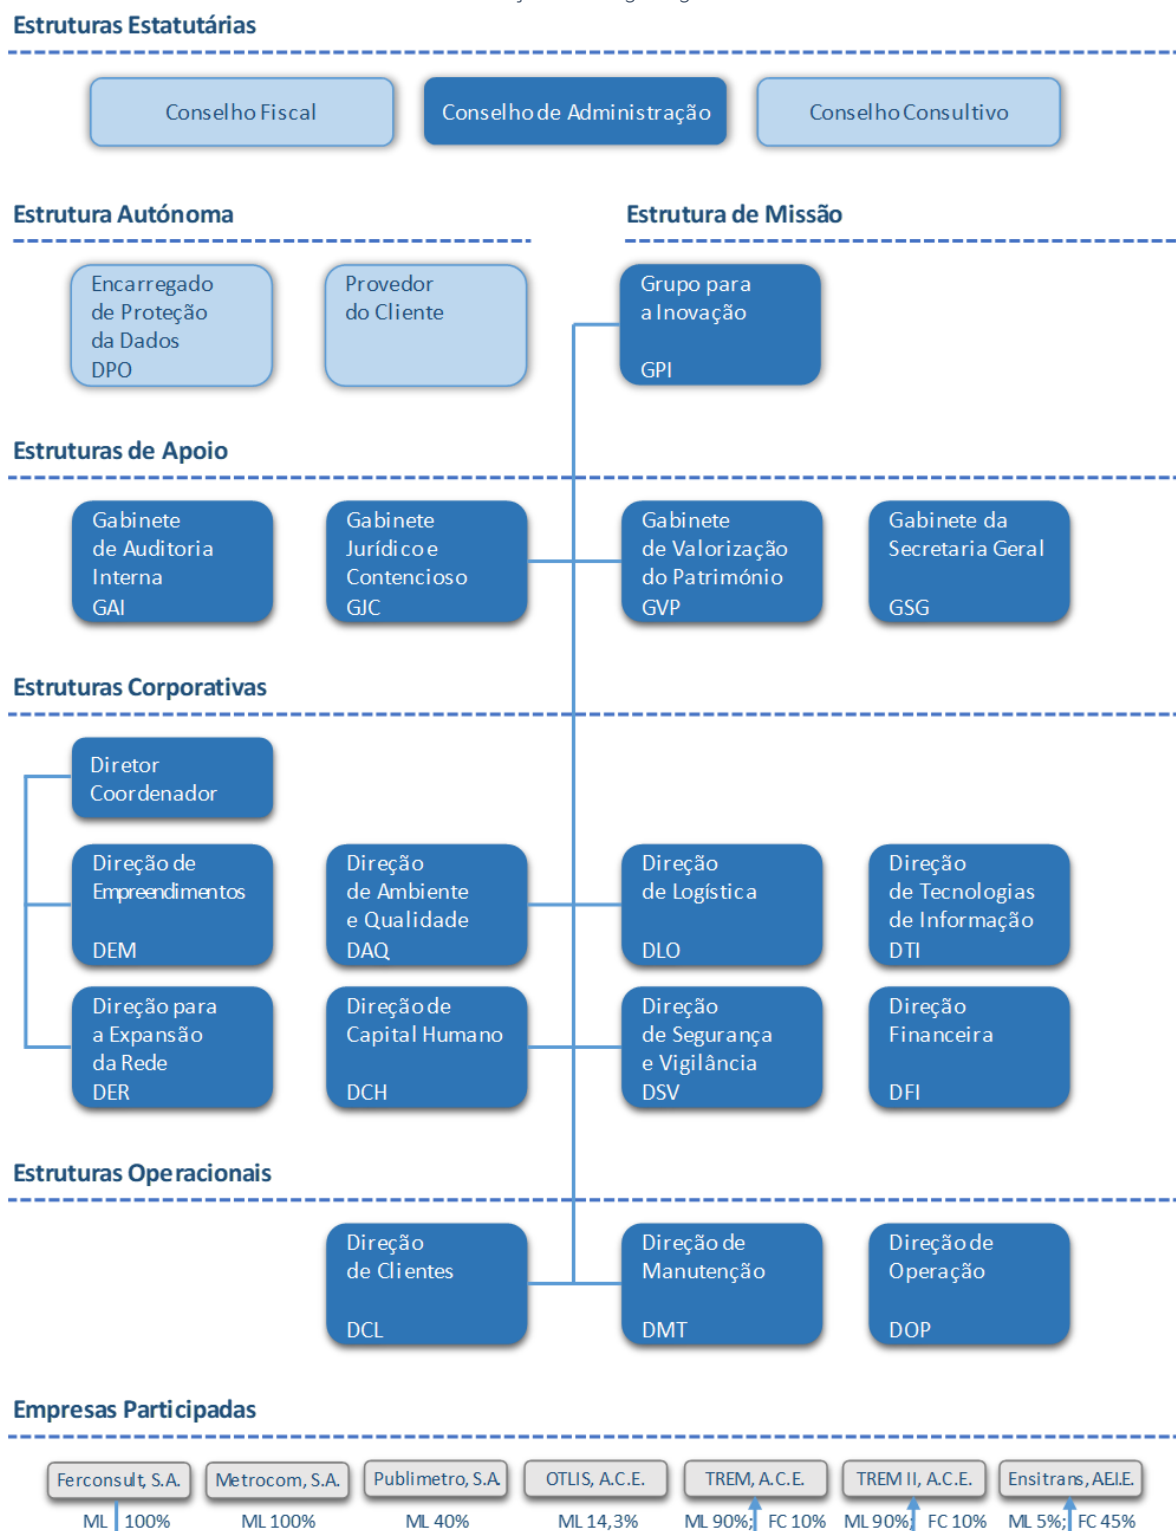 Estruturas Estatutárias
Conselho Fiscal
Conselho de Administração
Conselho Consultivo
Estrutura Autónoma
Estrutura de Missão
Encarregado
de Proteção
da Dados
DPO
Provedor
do Cliente
Grupo para
a Inovação
GPI
Estruturas de Apoio
Gabinete
de Auditoria
Interna
GAI
Gabinete
Jurídico e
Contencioso
GJC
Gabinete
de Valorização
do Património
GVP
Gabinete da
Secretaria Geral
GSG
Estruturas Corporativas
Diretor
Coordenador
Direção de
Empreendimentos
DEM
Direção
de Ambiente
e Qualidade
DAQ
Direção
de Logística
DLO
Direção
de Tecnologias
de Informação
DTI
Direção para
a Expansão
da Rede
DER
Direção de
Capital Humano
DCH
Direção
de Segurança
e Vigilância
DSV
Direção
Financeira
DFI
Estruturas Operacionais
Direção
de Clientes
DCL
Direção de
Manutenção
DMT
Direção de
Operação
DOP
Empresas Participadas
Ferconsult, S.A.
Metrocom, S.A.
Publimetro, S.A.
OTLIS, A.C.E.
TREM, A.C.E.
TREM II, A.C.E.
Ensitrans, A.E.I.E.
ML 100%
ML 100%
ML 40%
ML 14,3%
ML 90%; FC 10%
ML 90%; FC 10%
ML 5%; FC 45%